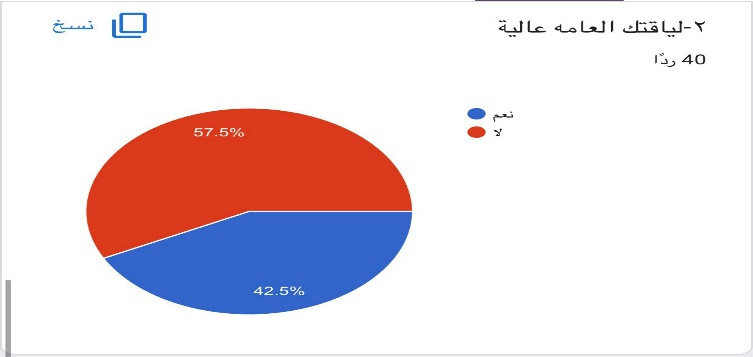 ٢-لياقتك العامه عالية
نسخ
40 ردًا
نعم
لا
57.5%
42.5%